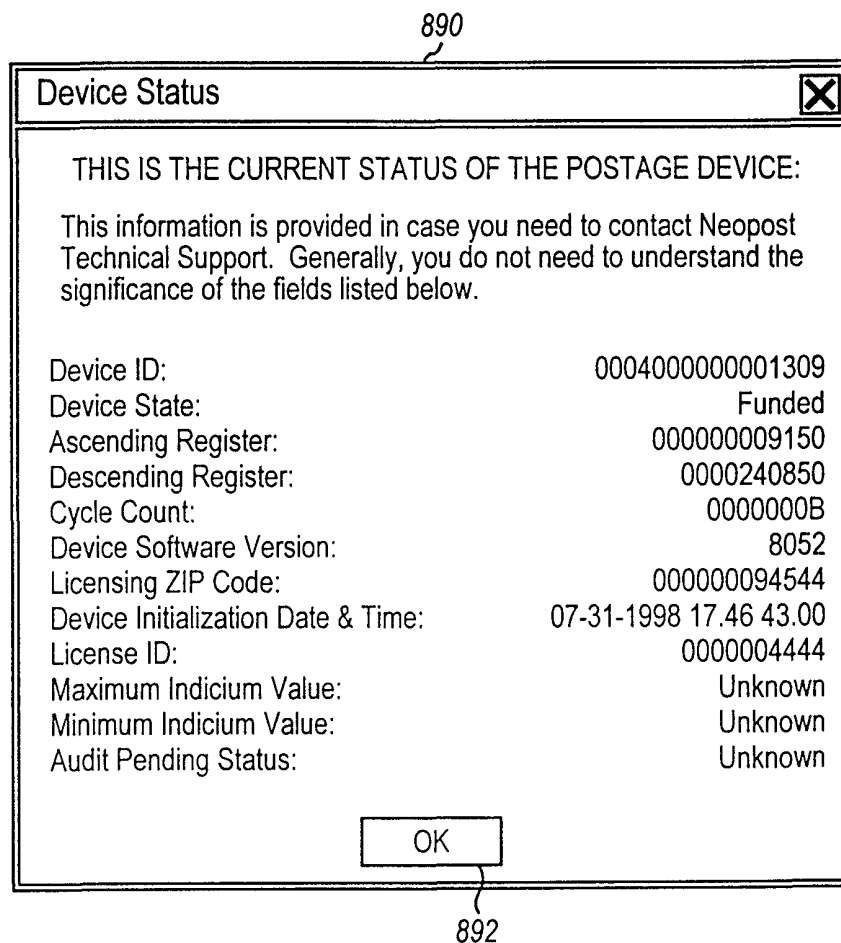 890
Device Status
THIS IS THE CURRENT STATUS OF THE POSTAGE DEVICE:
This information is provided in case you need to contact Neopost
Technical Support. Generally, you do not need to understand the
significance of the fields listed below.
Device ID: 0004000000001309
Device State: Funded
Ascending Register: 000000009150
Descending Register: 0000240850
Cycle Count: 0000000B
Device Software Version: 8052
Licensing ZIP Code: 000000094544
Device Initialization Date & Time: 07-31-1998 17.46 43.00
License ID: 0000004444
Maximum Indicium Value: Unknown
Minimum Indicium Value: Unknown
Audit Pending Status: Unknown
OK
892